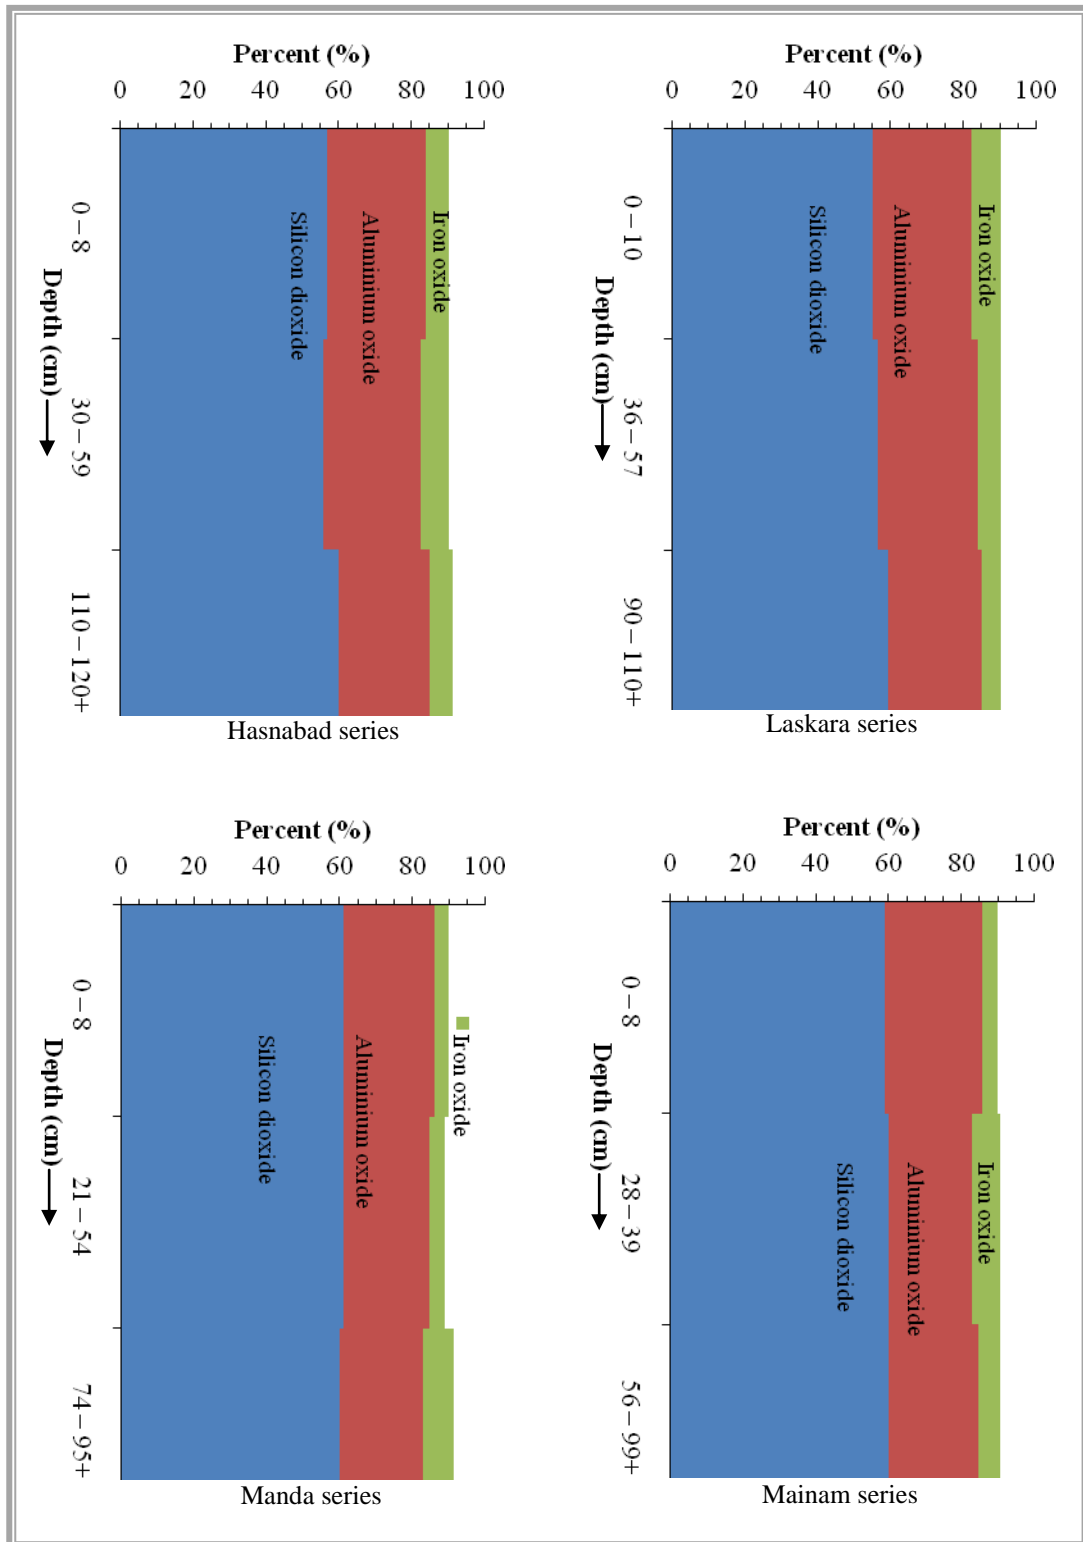 Percent (%)
0 20 40 60 80 100
0 – 8
30 – 59
110 – 120+
Depth (cm)
Silicon dioxide
Aluminium oxide
Iron oxide
Hasnabad series
Percent (%)
0 20 40 60 80 100
0 – 10
36 – 57
90 – 110+
Depth (cm)
Silicon dioxide
Aluminium oxide
Iron oxide
Laskara series
Percent (%)
0 20 40 60 80 100
0 – 8
21 – 54
74 – 95+
Depth (cm)
Silicon dioxide
Aluminium oxide
Iron oxide
Manda series
Percent (%)
0 20 40 60 80 100
0 – 8
28 – 39
56 – 99+
Depth (cm)
Silicon dioxide
Aluminium oxide
Iron oxide
Mainam series